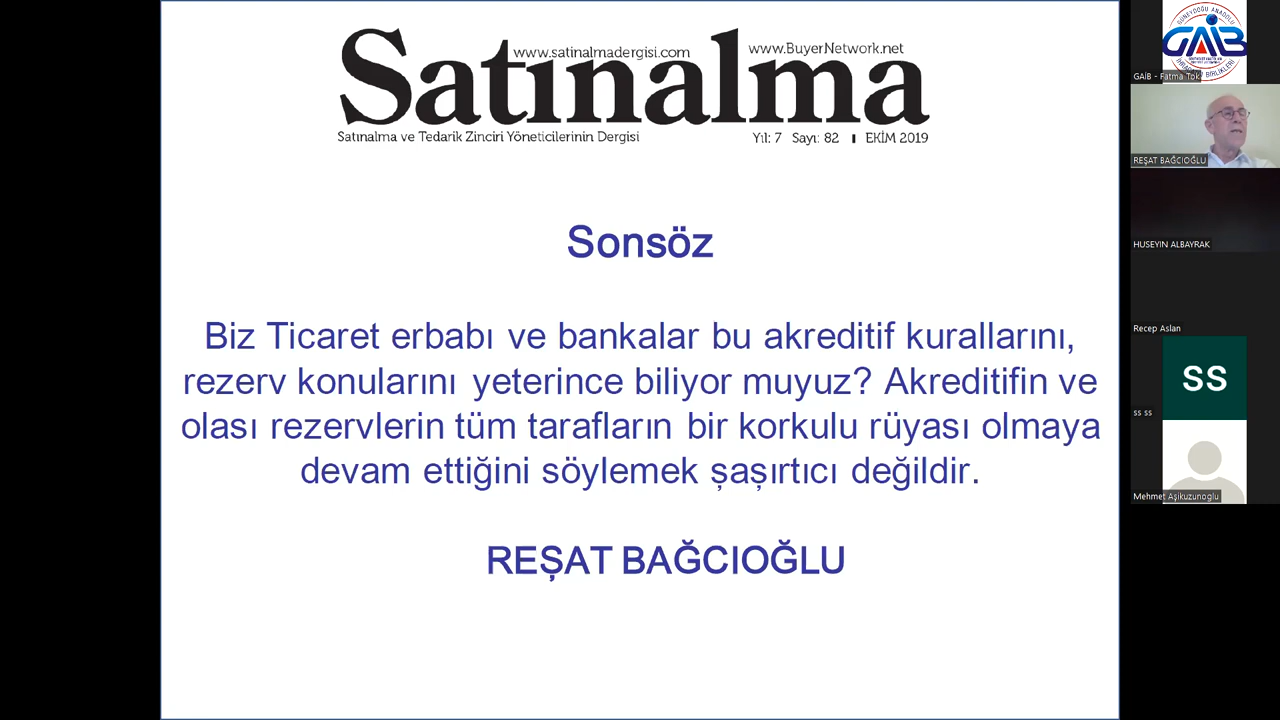 www.satinalmadergisi.com
www.BuyerNetwork.net
Satınalma
Satınalma ve Tedarik Zinciri Yöneticilerinin Dergisi
Yıl: 7 Sayı: 82 ı EKİM 2019
Sonsöz
Biz Ticaret erbabı ve bankalar bu akreditif kurallarını,
rezerv konularını yeterince biliyor muyuz? Akreditifin ve
olası rezervlerin tüm tarafların bir korkulu rüyası olmaya
devam ettiğini söylemek şaşırtıcı değildir.
REŞAT BAĞCIOĞLU
GÜNEYDOĞU ANADOLU
GAİB
GAİB - Fatma Tok
REŞAT BAĞCIOĞLU
HUSEYIN ALBAYRAK
Recep Aslan
SS
ss ss
Mehmet Aşikuzunoglu